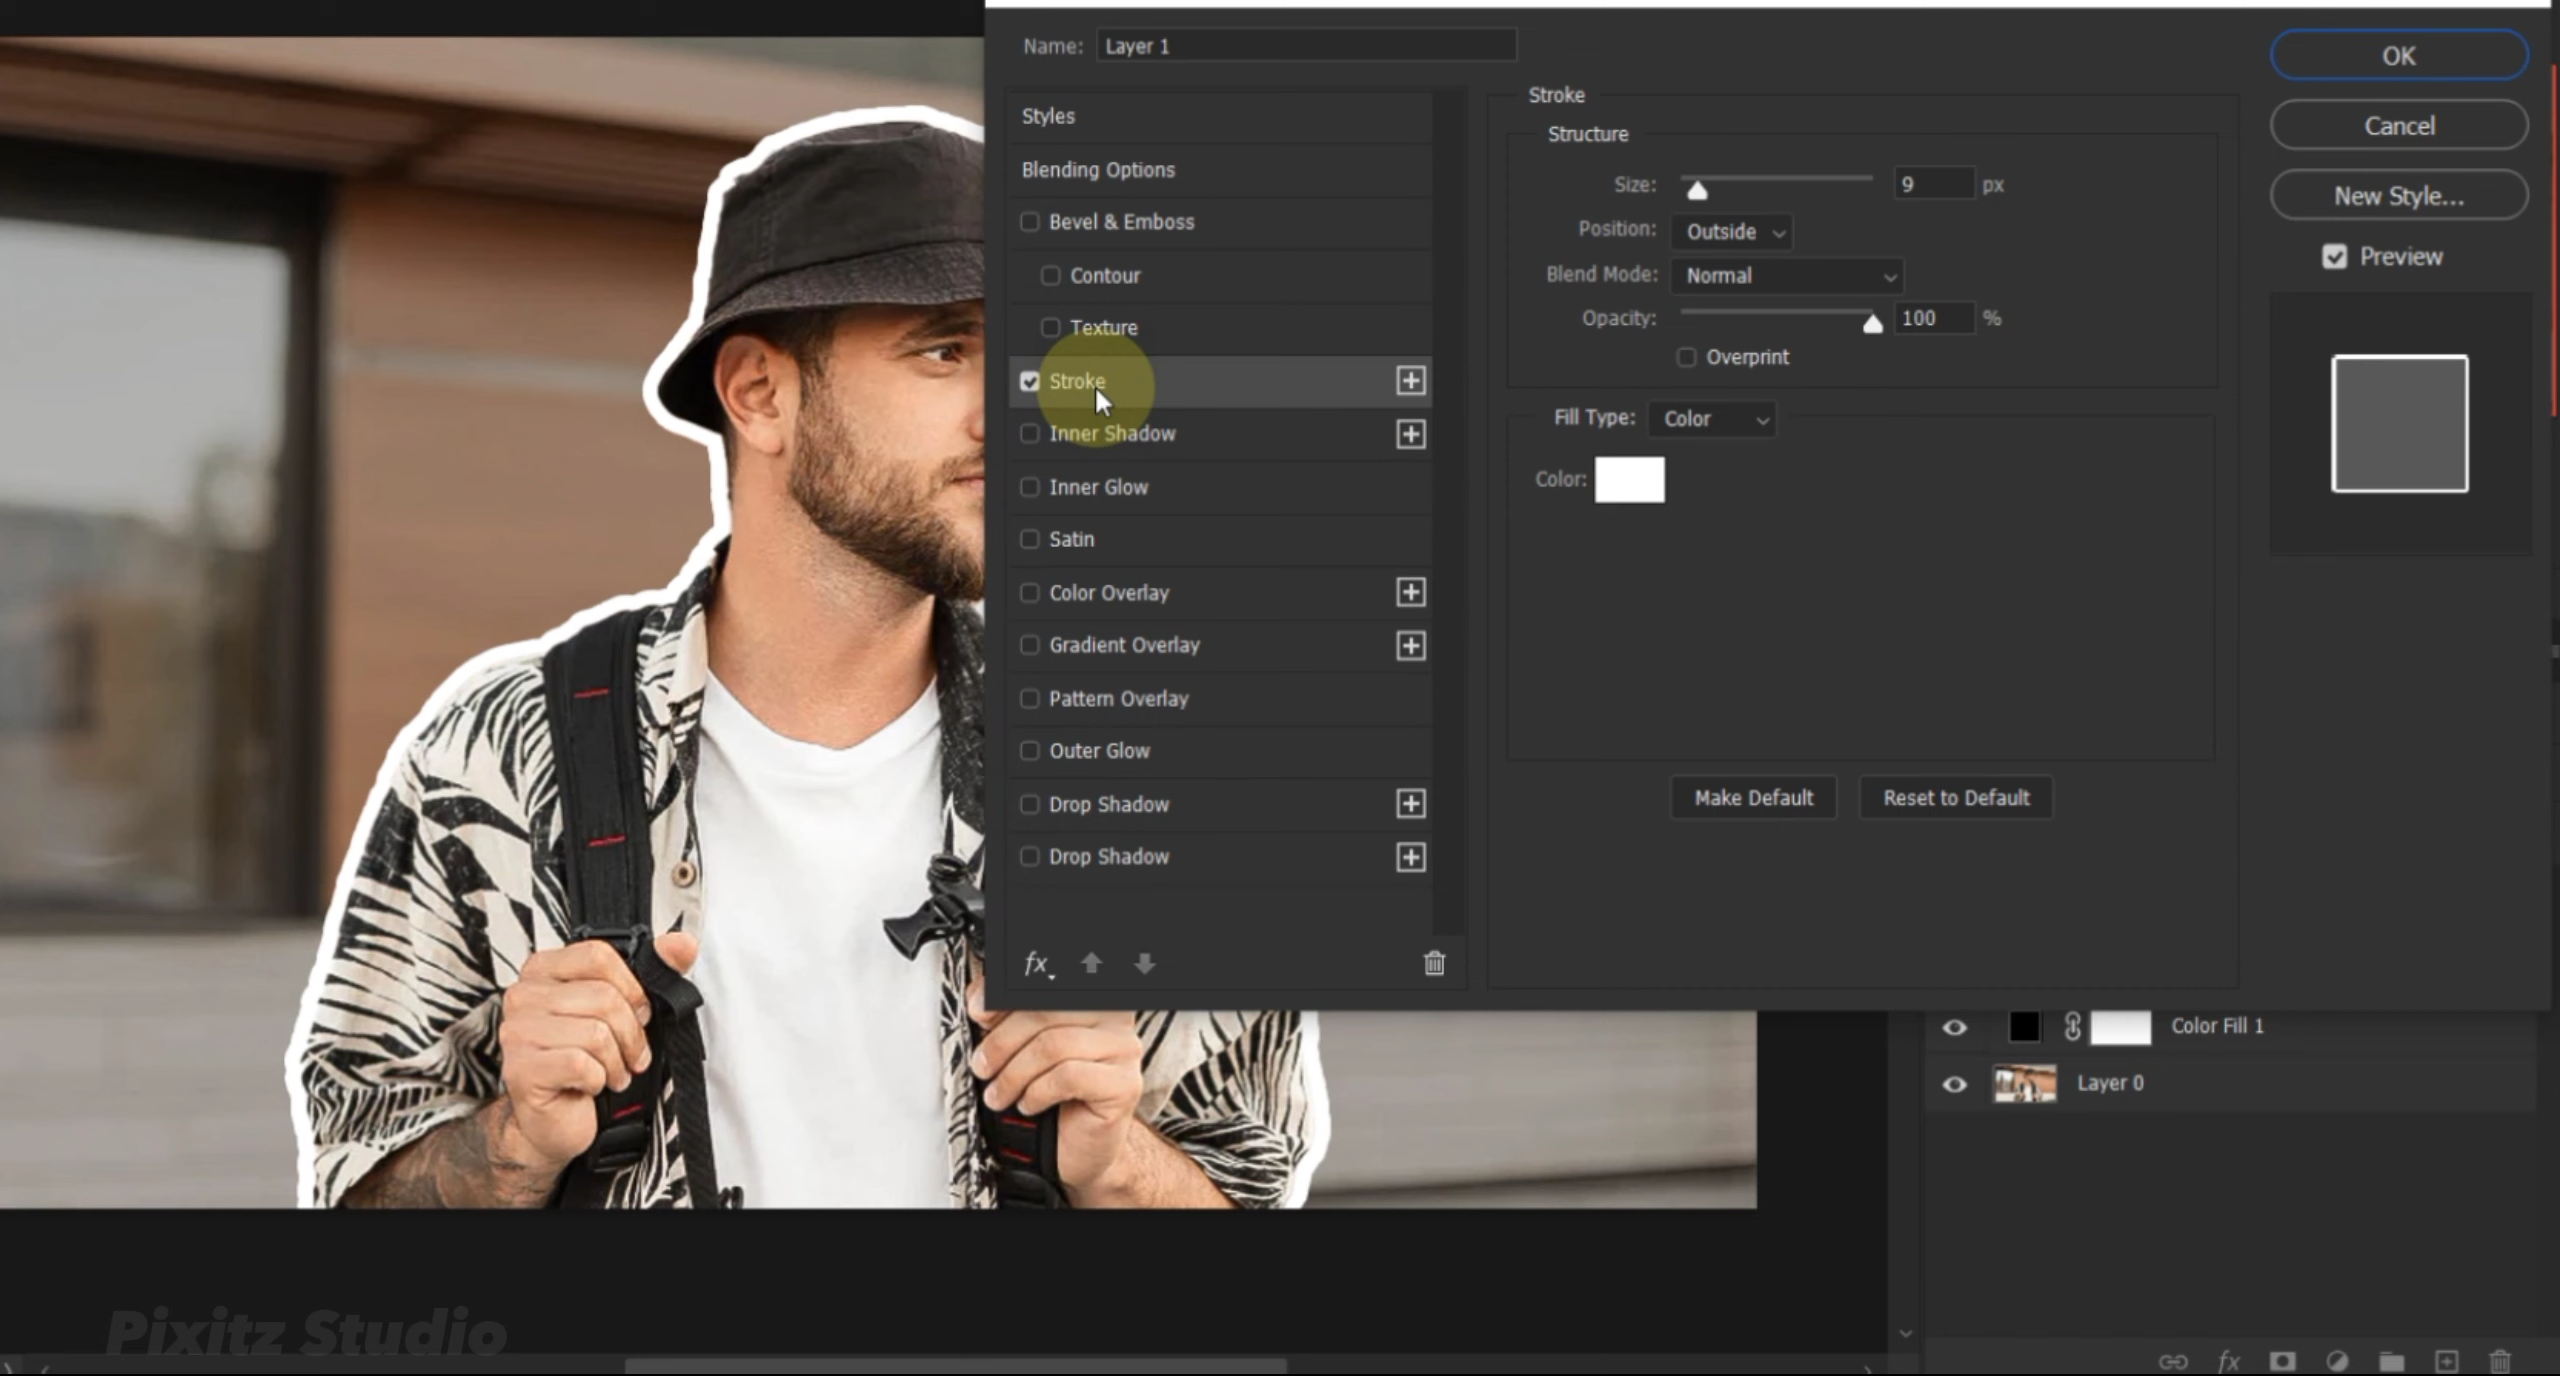 Name: Layer 1
Styles
Blending Options
Bevel & Emboss
Contour
Texture
Stroke
Inner Shadow
Inner Glow
Satin
Color Overlay
Gradient Overlay
Pattern Overlay
Outer Glow
Drop Shadow
Drop Shadow
fx
Stroke
Structure
Size: 9 px
Position: Outside
Blend Mode: Normal
Opacity: 100 %
Overprint
Fill Type: Color
Color:
Make Default Reset to Default
OK
Cancel
New Style...
Preview
Color Fill 1
Layer 0
fx
Pixitz Studio